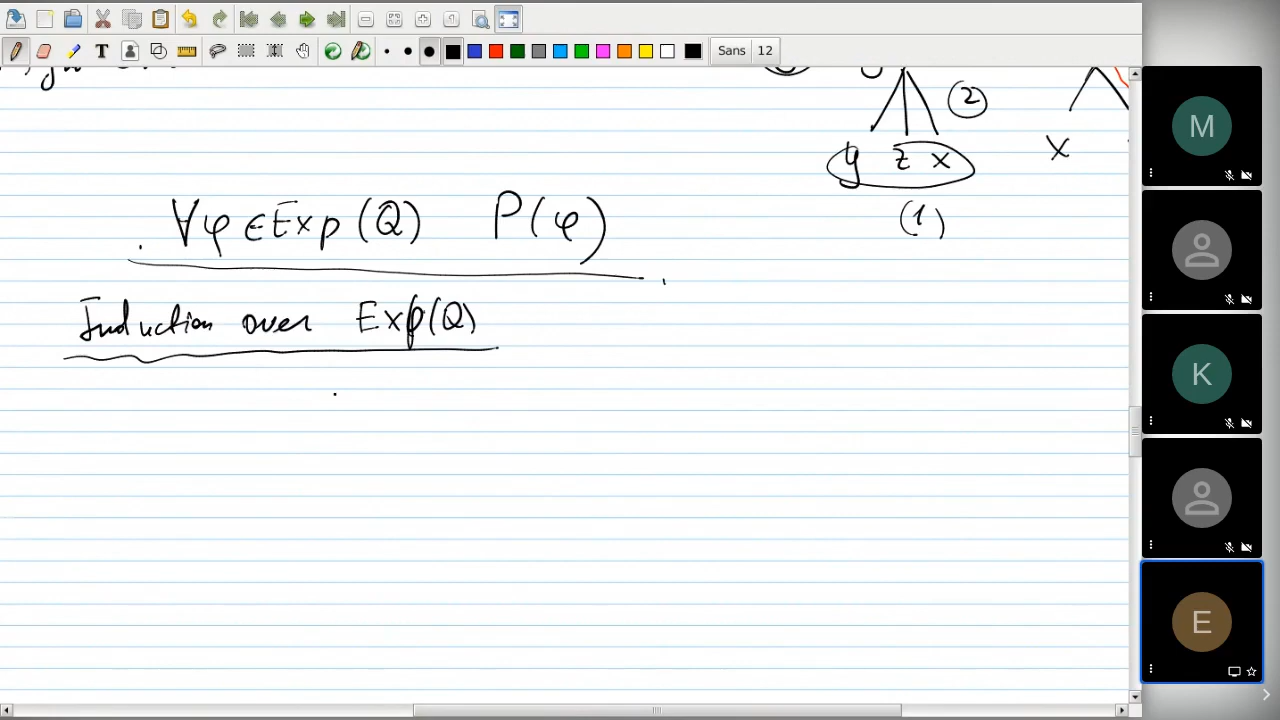 Sans 12
②
y z x
x
(1)
∀φ∈Exp(Q) P(φ)
Induction over Exp(Q)
M
K
E